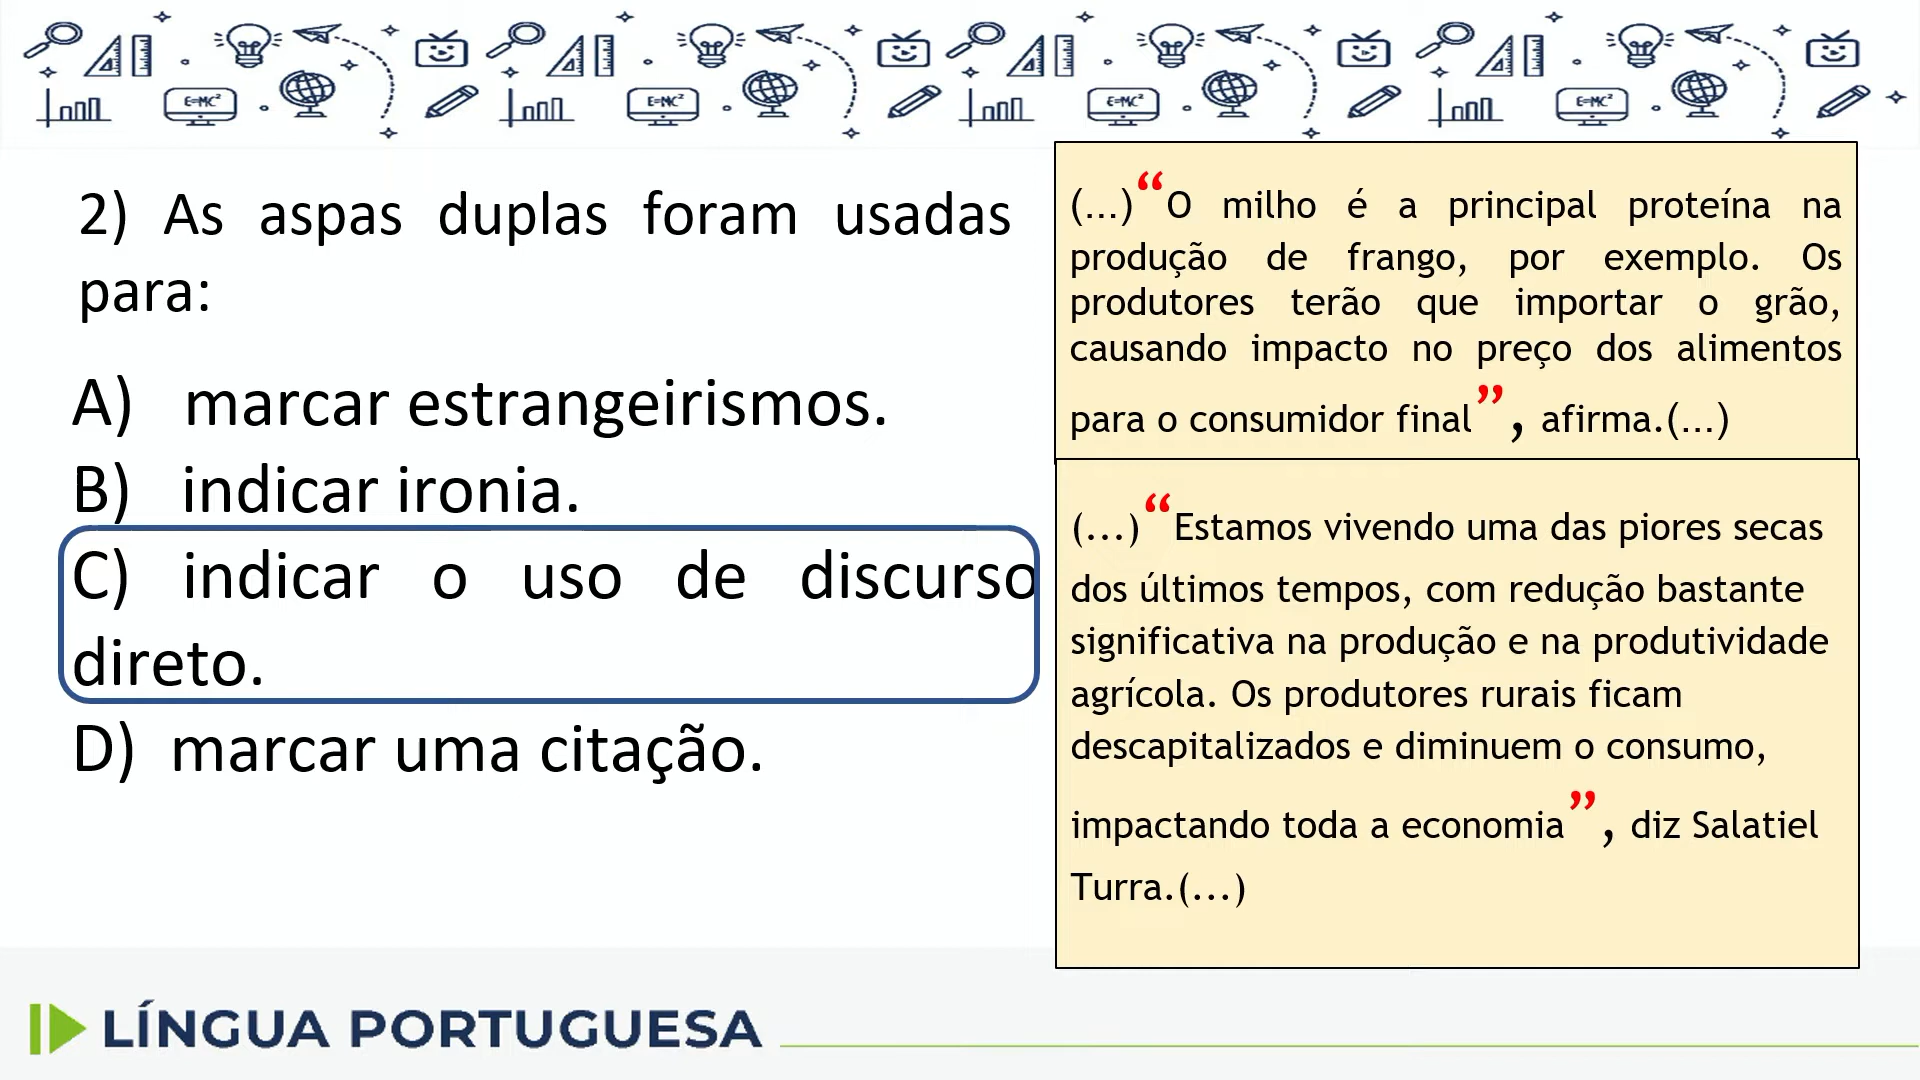 E=MC²
E=MC²
E=MC²
E=MC²
2) As aspas duplas foram usadas
para:
A) marcar estrangeirismos.
B) indicar ironia.
C) indicar o uso de discurso
direto.
D) marcar uma citação.
(...)“O milho é a principal proteína na
produção de frango, por exemplo. Os
produtores terão que importar o grão,
causando impacto no preço dos alimentos
para o consumidor final”, afirma.(...)
(...)“Estamos vivendo uma das piores secas
dos últimos tempos, com redução bastante
significativa na produção e na produtividade
agrícola. Os produtores rurais ficam
descapitalizados e diminuem o consumo,
impactando toda a economia”, diz Salatiel
Turra.(...)
LÍNGUA PORTUGUESA